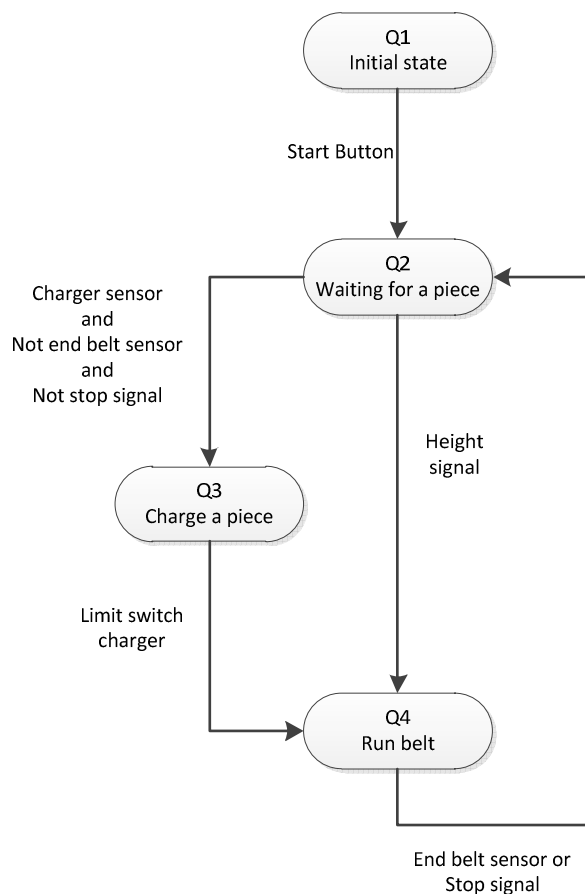 Q1
Initial state
Start Button
Q2
Waiting for a piece
Charger sensor
and
Not end belt sensor
and
Not stop signal
Height
signal
Q3
Charge a piece
Limit switch
charger
Q4
Run belt
End belt sensor or
Stop signal